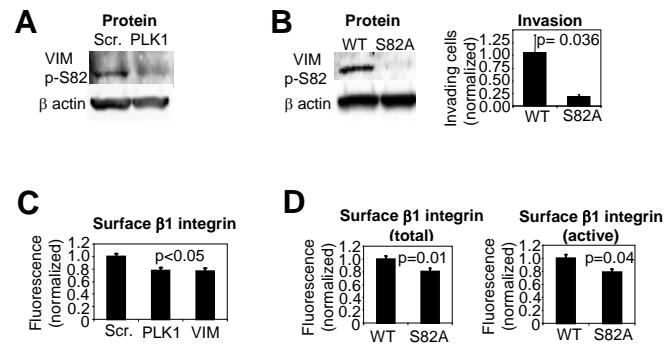 A
Protein
Scr. PLK1
VIM
p-S82
β actin
B
Protein
WT S82A
VIM
p-S82
β actin
Invasion
Invading cells
(normalized)
1.25
1.00
0.75
0.50
0.25
0.00
p= 0.036
WT S82A
C
Surface β1 integrin
Fluorescence
(normalized)
1.2
1.0
0.8
0.6
0.4
0.2
0
p<0.05
Scr. PLK1 VIM
D
Surface β1 integrin
(total)
Fluorescence
(normalized)
1.2
1.0
0.8
0.6
0.4
0.2
0
p=0.01
WT S82A
Surface β1 integrin
(active)
Fluorescence
(normalized)
1.2
1.0
0.8
0.6
0.4
0.2
0
p=0.04
WT S82A